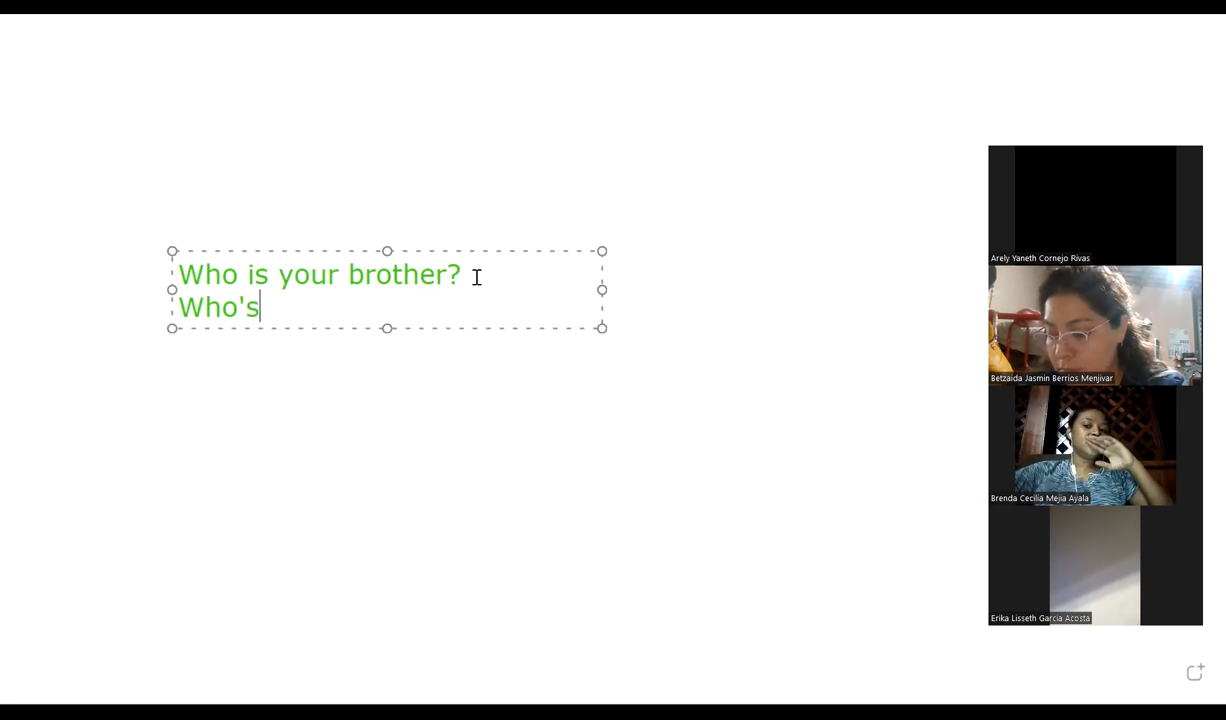 Who is your brother?
Who's
Arely Yaneth Cornejo Rivas
Betzaida Jasmin Berrios Menjivar
Brenda Cecilia Mejia Ayala
Erika Lisseth Garcia Acosta